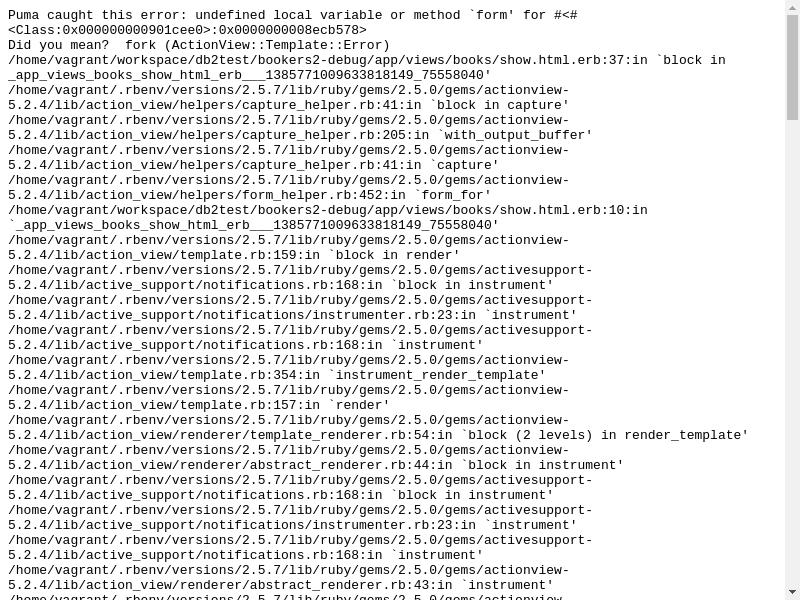 Puma caught this error: undefined local variable or method `form' for #<#
<Class:0x000000000901cee0>:0x0000000008ecb578>
Did you mean?  fork (ActionView::Template::Error)
/home/vagrant/workspace/db2test/bookers2-debug/app/views/books/show.html.erb:37:in `block in
_app_views_books_show_html_erb___1385771009633818149_75558040'
/home/vagrant/.rbenv/versions/2.5.7/lib/ruby/gems/2.5.0/gems/actionview-
5.2.4/lib/action_view/helpers/capture_helper.rb:41:in `block in capture'
/home/vagrant/.rbenv/versions/2.5.7/lib/ruby/gems/2.5.0/gems/actionview-
5.2.4/lib/action_view/helpers/capture_helper.rb:205:in `with_output_buffer'
/home/vagrant/.rbenv/versions/2.5.7/lib/ruby/gems/2.5.0/gems/actionview-
5.2.4/lib/action_view/helpers/capture_helper.rb:41:in `capture'
/home/vagrant/.rbenv/versions/2.5.7/lib/ruby/gems/2.5.0/gems/actionview-
5.2.4/lib/action_view/helpers/form_helper.rb:452:in `form_for'
/home/vagrant/workspace/db2test/bookers2-debug/app/views/books/show.html.erb:10:in
`_app_views_books_show_html_erb___1385771009633818149_75558040'
/home/vagrant/.rbenv/versions/2.5.7/lib/ruby/gems/2.5.0/gems/actionview-
5.2.4/lib/action_view/template.rb:159:in `block in render'
/home/vagrant/.rbenv/versions/2.5.7/lib/ruby/gems/2.5.0/gems/activesupport-
5.2.4/lib/active_support/notifications.rb:168:in `block in instrument'
/home/vagrant/.rbenv/versions/2.5.7/lib/ruby/gems/2.5.0/gems/activesupport-
5.2.4/lib/active_support/notifications/instrumenter.rb:23:in `instrument'
/home/vagrant/.rbenv/versions/2.5.7/lib/ruby/gems/2.5.0/gems/activesupport-
5.2.4/lib/active_support/notifications.rb:168:in `instrument'
/home/vagrant/.rbenv/versions/2.5.7/lib/ruby/gems/2.5.0/gems/actionview-
5.2.4/lib/action_view/template.rb:354:in `instrument_render_template'
/home/vagrant/.rbenv/versions/2.5.7/lib/ruby/gems/2.5.0/gems/actionview-
5.2.4/lib/action_view/template.rb:157:in `render'
/home/vagrant/.rbenv/versions/2.5.7/lib/ruby/gems/2.5.0/gems/actionview-
5.2.4/lib/action_view/renderer/template_renderer.rb:54:in `block (2 levels) in render_template'
/home/vagrant/.rbenv/versions/2.5.7/lib/ruby/gems/2.5.0/gems/actionview-
5.2.4/lib/action_view/renderer/abstract_renderer.rb:44:in `block in instrument'
/home/vagrant/.rbenv/versions/2.5.7/lib/ruby/gems/2.5.0/gems/activesupport-
5.2.4/lib/active_support/notifications.rb:168:in `block in instrument'
/home/vagrant/.rbenv/versions/2.5.7/lib/ruby/gems/2.5.0/gems/activesupport-
5.2.4/lib/active_support/notifications/instrumenter.rb:23:in `instrument'
/home/vagrant/.rbenv/versions/2.5.7/lib/ruby/gems/2.5.0/gems/activesupport-
5.2.4/lib/active_support/notifications.rb:168:in `instrument'
/home/vagrant/.rbenv/versions/2.5.7/lib/ruby/gems/2.5.0/gems/actionview-
5.2.4/lib/action_view/renderer/abstract_renderer.rb:43:in `instrument'
/home/vagrant/.rbenv/versions/2.5.7/lib/ruby/gems/2.5.0/gems/actionview-